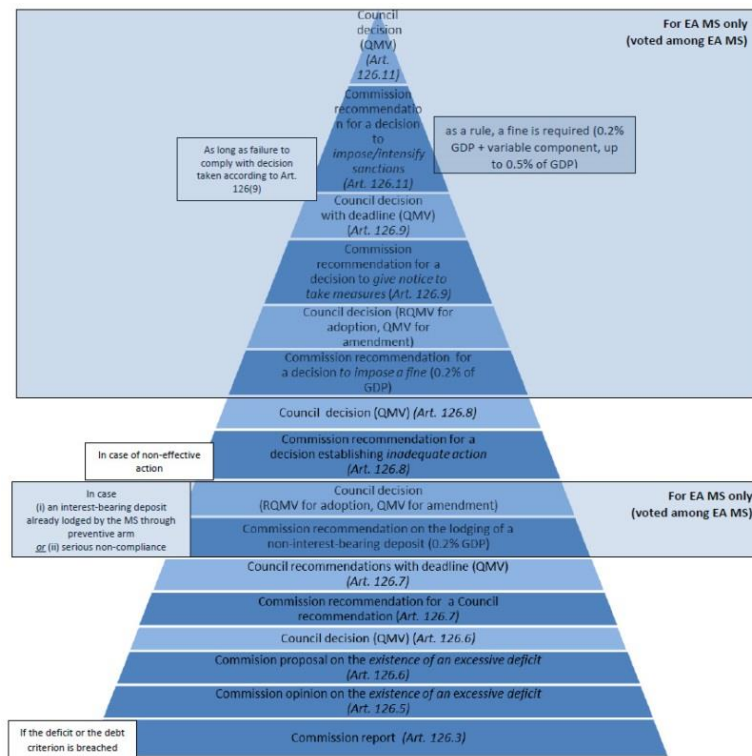 Council
decision
(QMV)
(Art.
126.11)
For EA MS only
(voted among EA MS)
Commission
recommendatio
n for a decision
to
impose/intensify
sanctions
(Art. 126.11)
As long as failure to
comply with decision
taken according to Art.
126(9)
as a rule, a fine is required (0.2%
GDP + variable component, up
to 0.5% of GDP)
Council decision
with deadline (QMV)
(Art. 126.9)
Commission
recommendation for a
decision to give notice to
take measures (Art. 126.9)
Council decision (RQMV for
adoption, QMV for
amendment)
Commission recommendation for
a decision to impose a fine (0.2% of
GDP)
Council decision (QMV) (Art. 126.8)
In case of non-effective
action
Commission recommendation for a
decision establishing inadequate action
(Art. 126.8)
In case
(i) an interest-bearing deposit
already lodged by the MS through
preventive arm
or (ii) serious non-compliance
Council decision
(RQMV for adoption, QMV for amendment)
For EA MS only
(voted among EA MS)
Commission recommendation on the lodging of a
non-interest-bearing deposit (0.2% GDP)
Council recommendations with deadline (QMV)
(Art. 126.7)
Commission recommendation for a Council
recommendation (Art. 126.7)
Council decision (QMV) (Art. 126.6)
Commision proposal on the existence of an excessive deficit
(Art. 126.6)
Commission opinion on the existence of an excessive deficit
(Art. 126.5)
If the deficit or the debt
criterion is breached
Commission report (Art. 126.3)